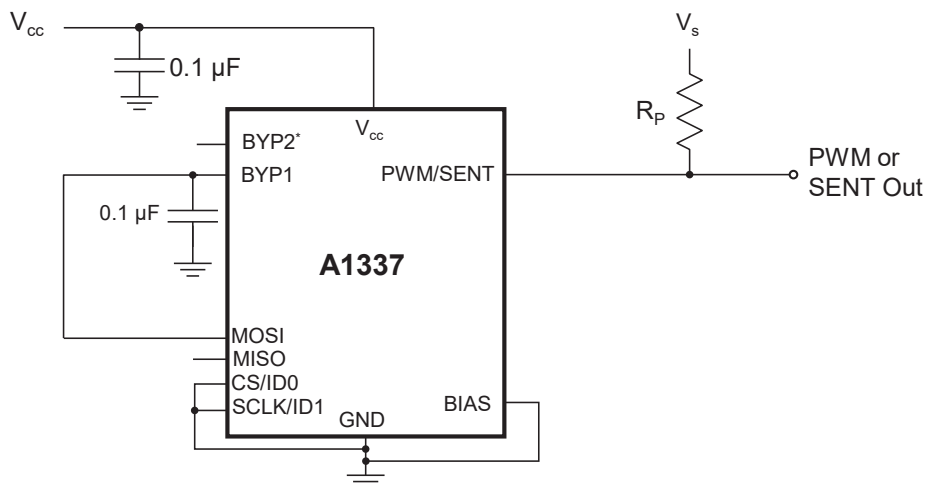 Vcc
0.1 µF
Vs
RP
Vcc
BYP2*
BYP1
PWM/SENT
PWM or
SENT Out
0.1 µF
A1337
MOSI
MISO
CS/ID0
SCLK/ID1
BIAS
GND